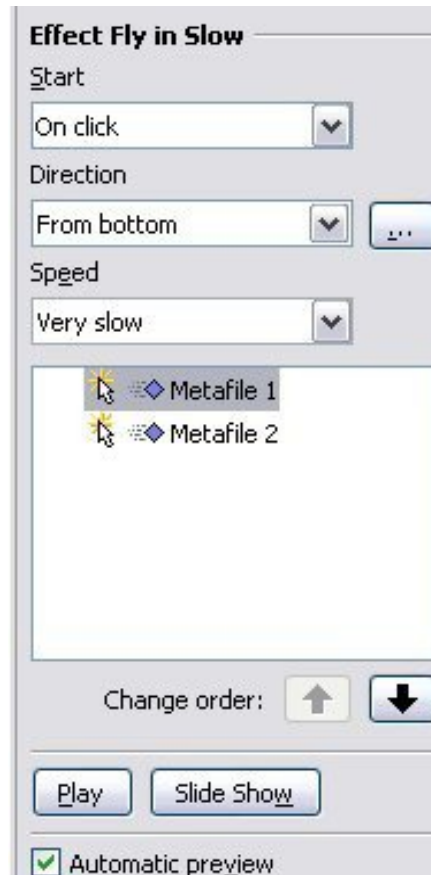 Effect Fly in Slow
Start
On click
Direction
From bottom
...
Speed
Very slow
Metafile 1
Metafile 2
Change order:
Play Slide Show
Automatic preview